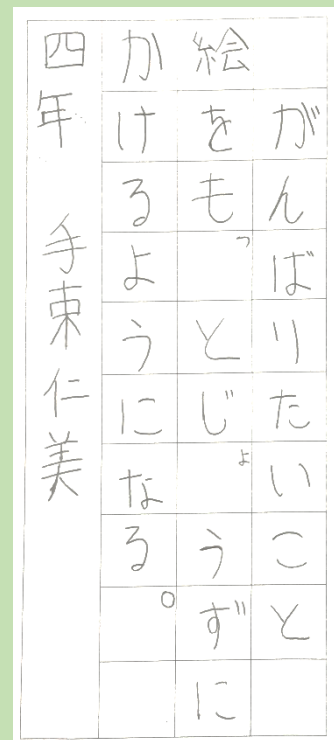 がんばりたいこと
絵をもっとじょうずに
かけるようになる。
四年 手束仁美